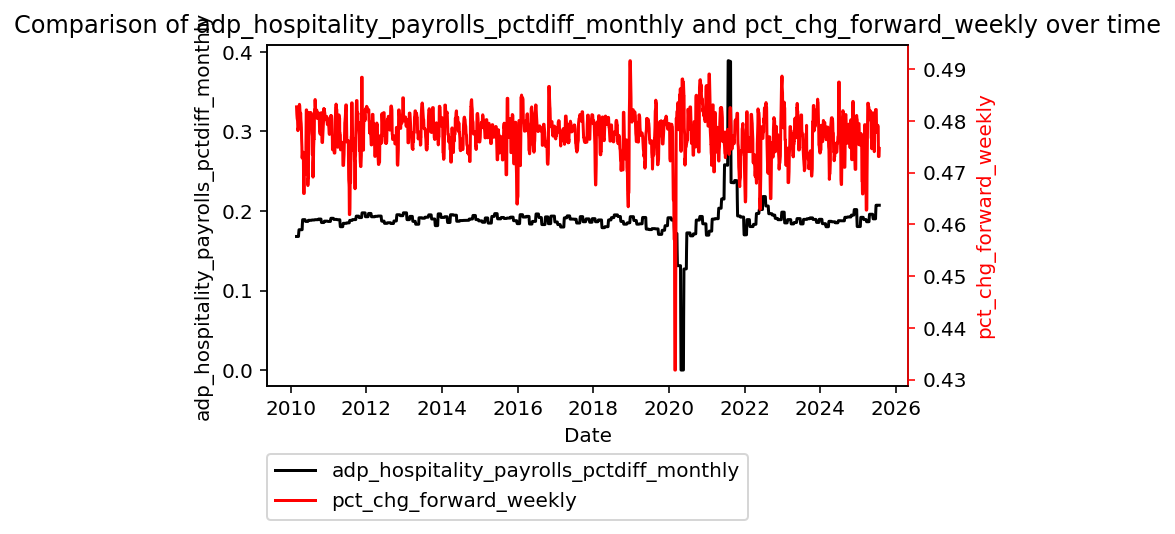 Comparison of adp_hospitality_payrolls_pctdiff_monthly and pct_chg_forward_weekly over time
adp_hospitality_payrolls_pctdiff_monthly
0.4
0.3
0.2
0.1
0.0
0.49
0.48
0.47
0.46
0.45
0.44
0.43
pct_chg_forward_weekly
2010 2012 2014 2016 2018 2020 2022 2024 2026
Date
adp_hospitality_payrolls_pctdiff_monthly
pct_chg_forward_weekly